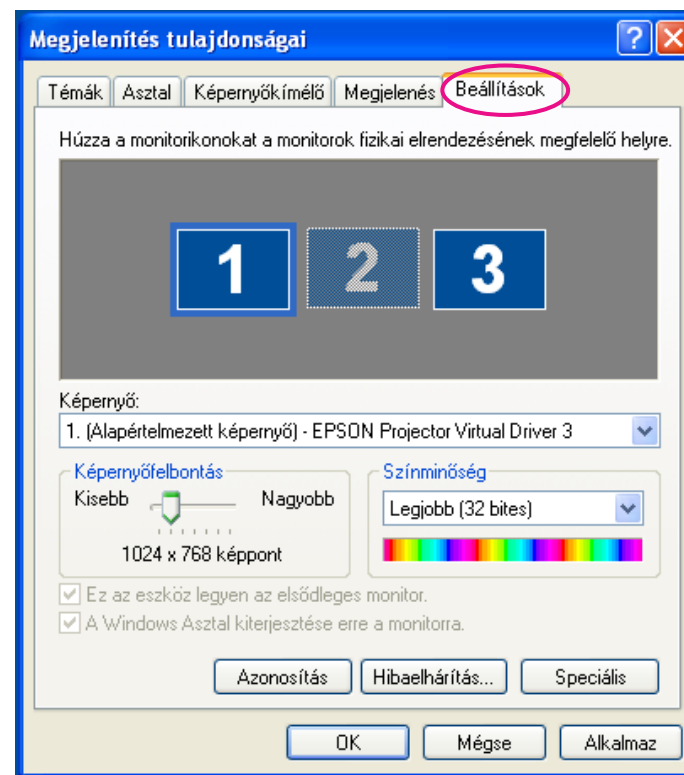 Megjelenítés tulajdonságai
Témák Asztal Képernyőkímélő Megjelenés Beállítások
Húzza a monitorikonokat a monitorok fizikai elrendezésének megfelelő helyre.
1 2 3
Képernyő:
1. (Alapértelmezett képernyő) - EPSON Projector Virtual Driver 3
Képernyőfelbontás Színminőség
Kisebb Nagyobb Legjobb (32 bites)
1024 x 768 képpont
Ez az eszköz legyen az elsődleges monitor.
A Windows Asztal kiterjesztése erre a monitorra.
Azonosítás Hibaelhárítás... Speciális
OK Mégse Alkalmaz